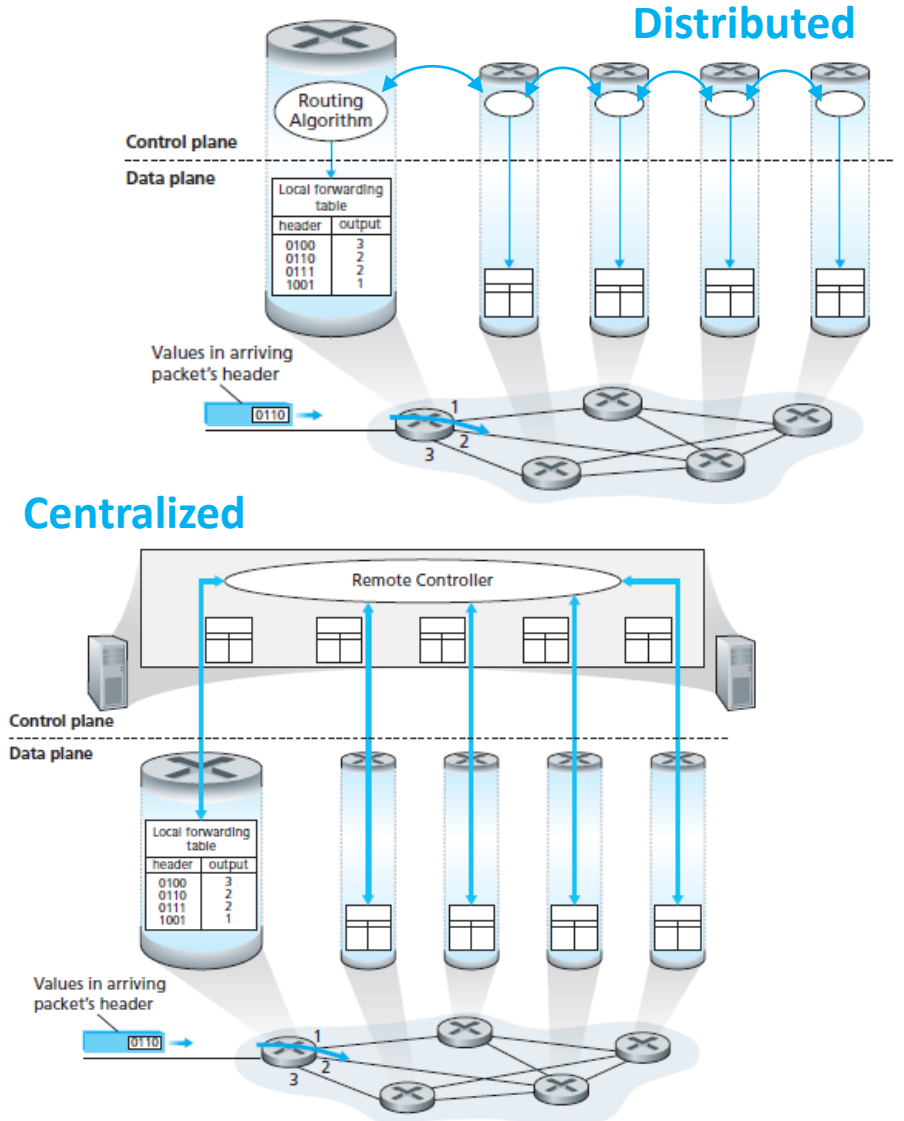 Distributed
Routing
Algorithm
Control plane
Data plane
Local forwarding
table
header output
0100 3
0110 2
0111 2
1001 1
Values in arriving
packet's header
0110
1
2
3
Centralized
Remote Controller
Control plane
Data plane
Local forwarding
table
header output
0100 3
0110 2
0111 2
1001 1
Values in arriving
packet's header
0110
1
2
3